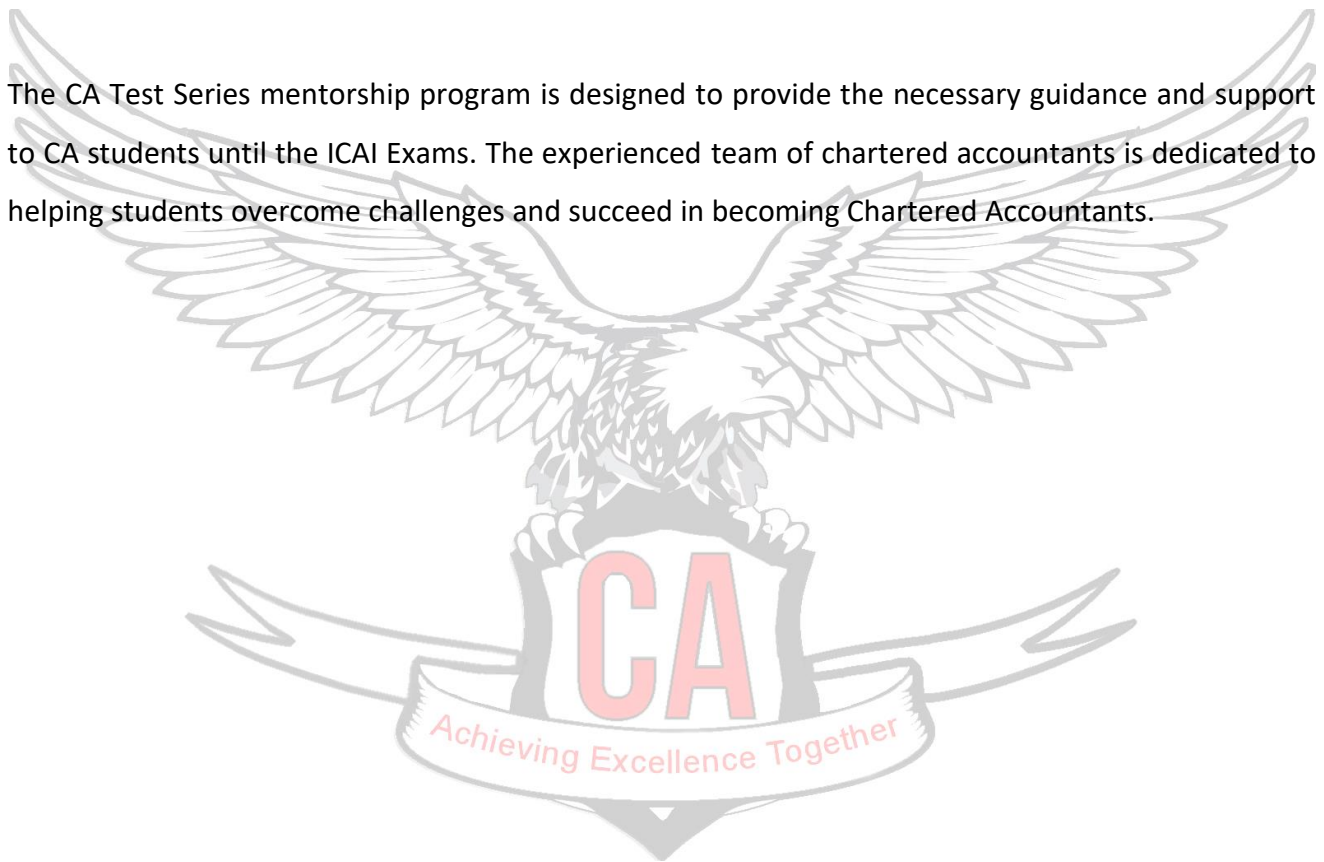 The CA Test Series mentorship program is designed to provide the necessary guidance and support
to CA students until the ICAI Exams. The experienced team of chartered accountants is dedicated to
helping students overcome challenges and succeed in becoming Chartered Accountants.
CA
Achieving Excellence Together